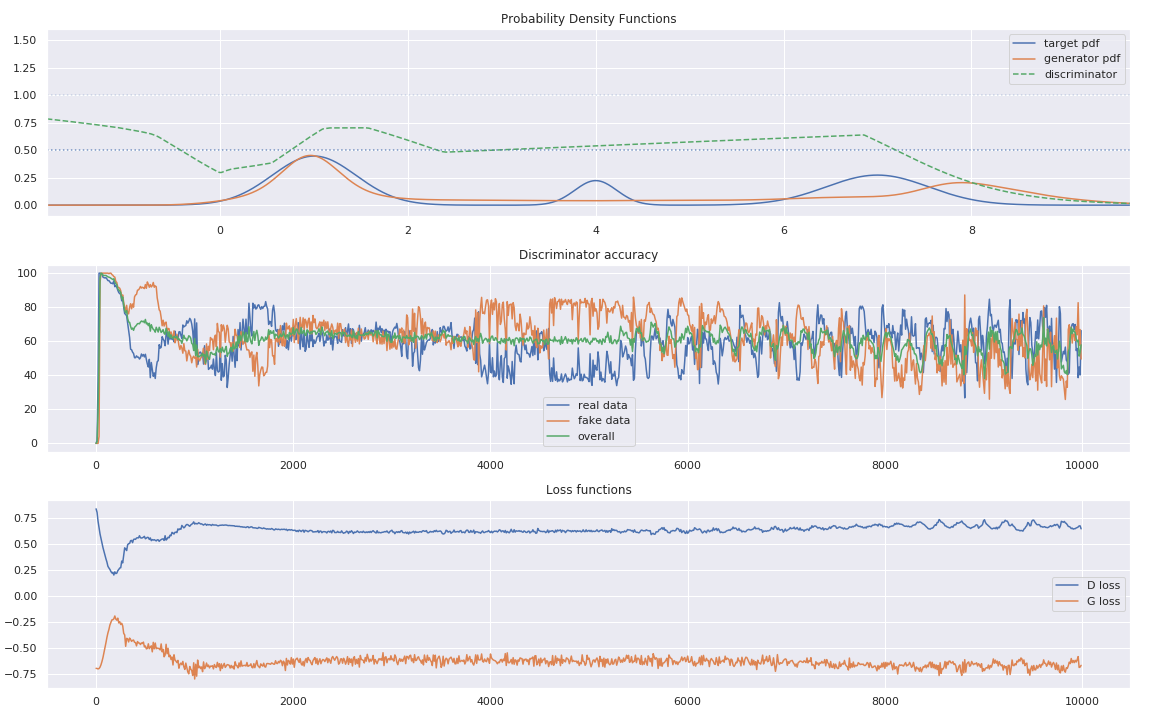 Probability Density Functions
1.50
1.25
1.00
0.75
0.50
0.25
0.00
target pdf
generator pdf
discriminator
0 2 4 6 8
Discriminator accuracy
100
80
60
40
20
0
real data
fake data
overall
0 2000 4000 6000 8000 10000
Loss functions
0.75
0.50
0.25
0.00
−0.25
−0.50
−0.75
D loss
G loss
0 2000 4000 6000 8000 10000